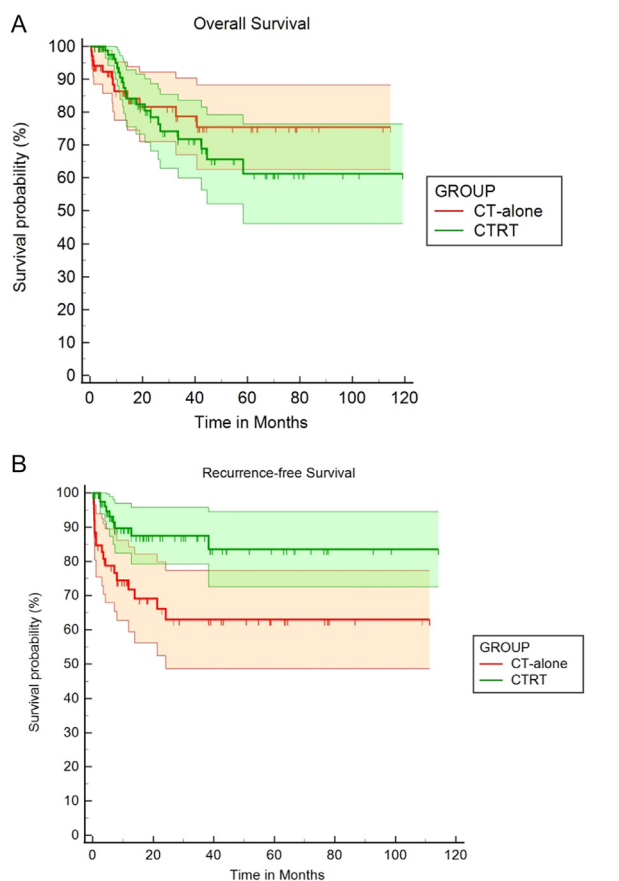 A
Overall Survival
Survival probability (%)
100
90
80
70
60
50
40
30
20
10
0
0 20 40 60 80 100 120
Time in Months
GROUP
CT-alone
CTRT
B
Recurrence-free Survival
Survival probability (%)
100
90
80
70
60
50
40
30
20
10
0
0 20 40 60 80 100 120
Time in Months
GROUP
CT-alone
CTRT